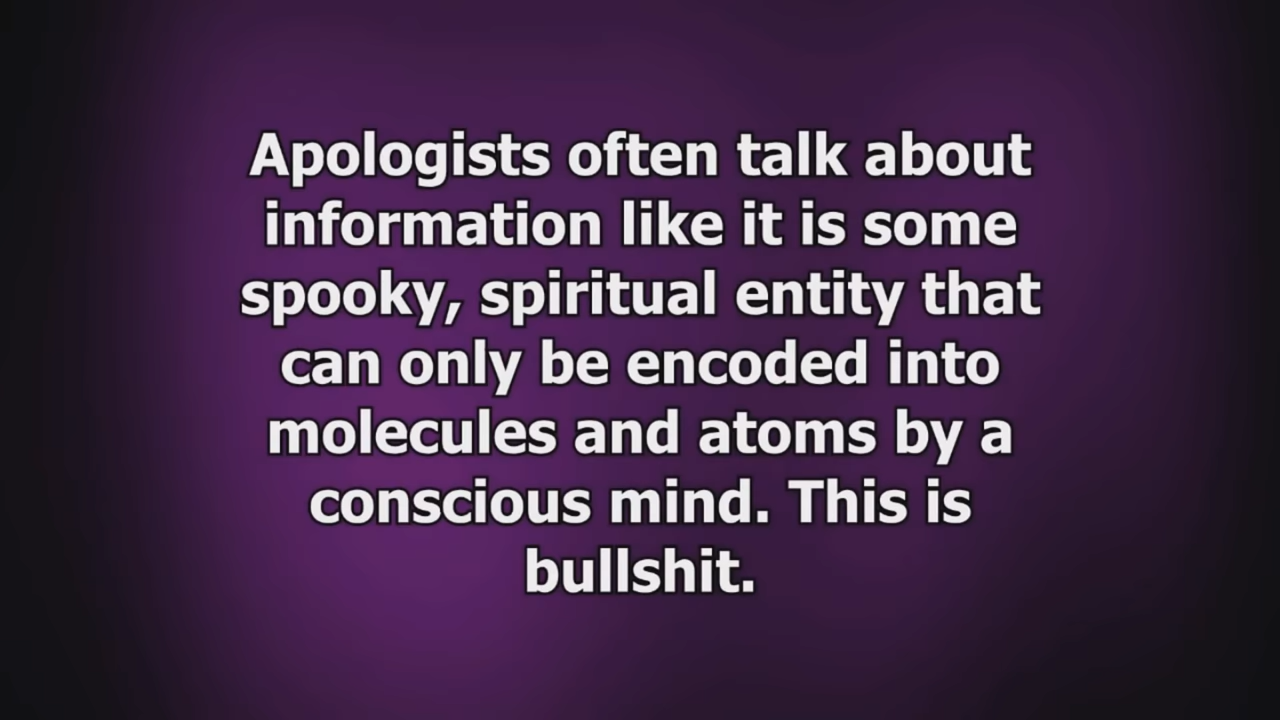 Apologists often talk about
information like it is some
spooky, spiritual entity that
can only be encoded into
molecules and atoms by a
conscious mind. This is
bullshit.